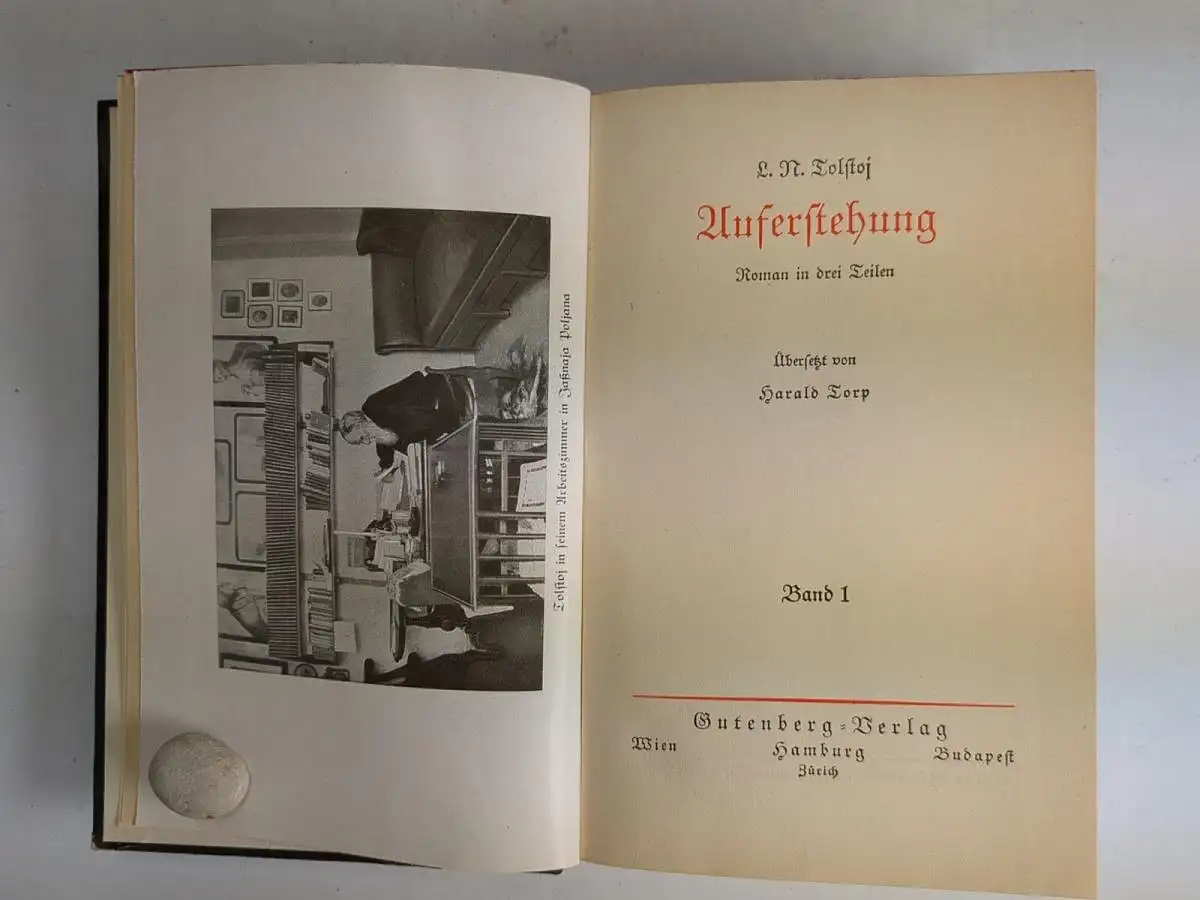 Tolstoj in seinem Arbeitszimmer in Jaßnaja Poljana
L. N. Tolstoj
Auferstehung
Roman in drei Teilen
Übersetzt von
Harald Torp
Band 1
Gutenberg-Verlag
Wien Hamburg Budapest
Zürich